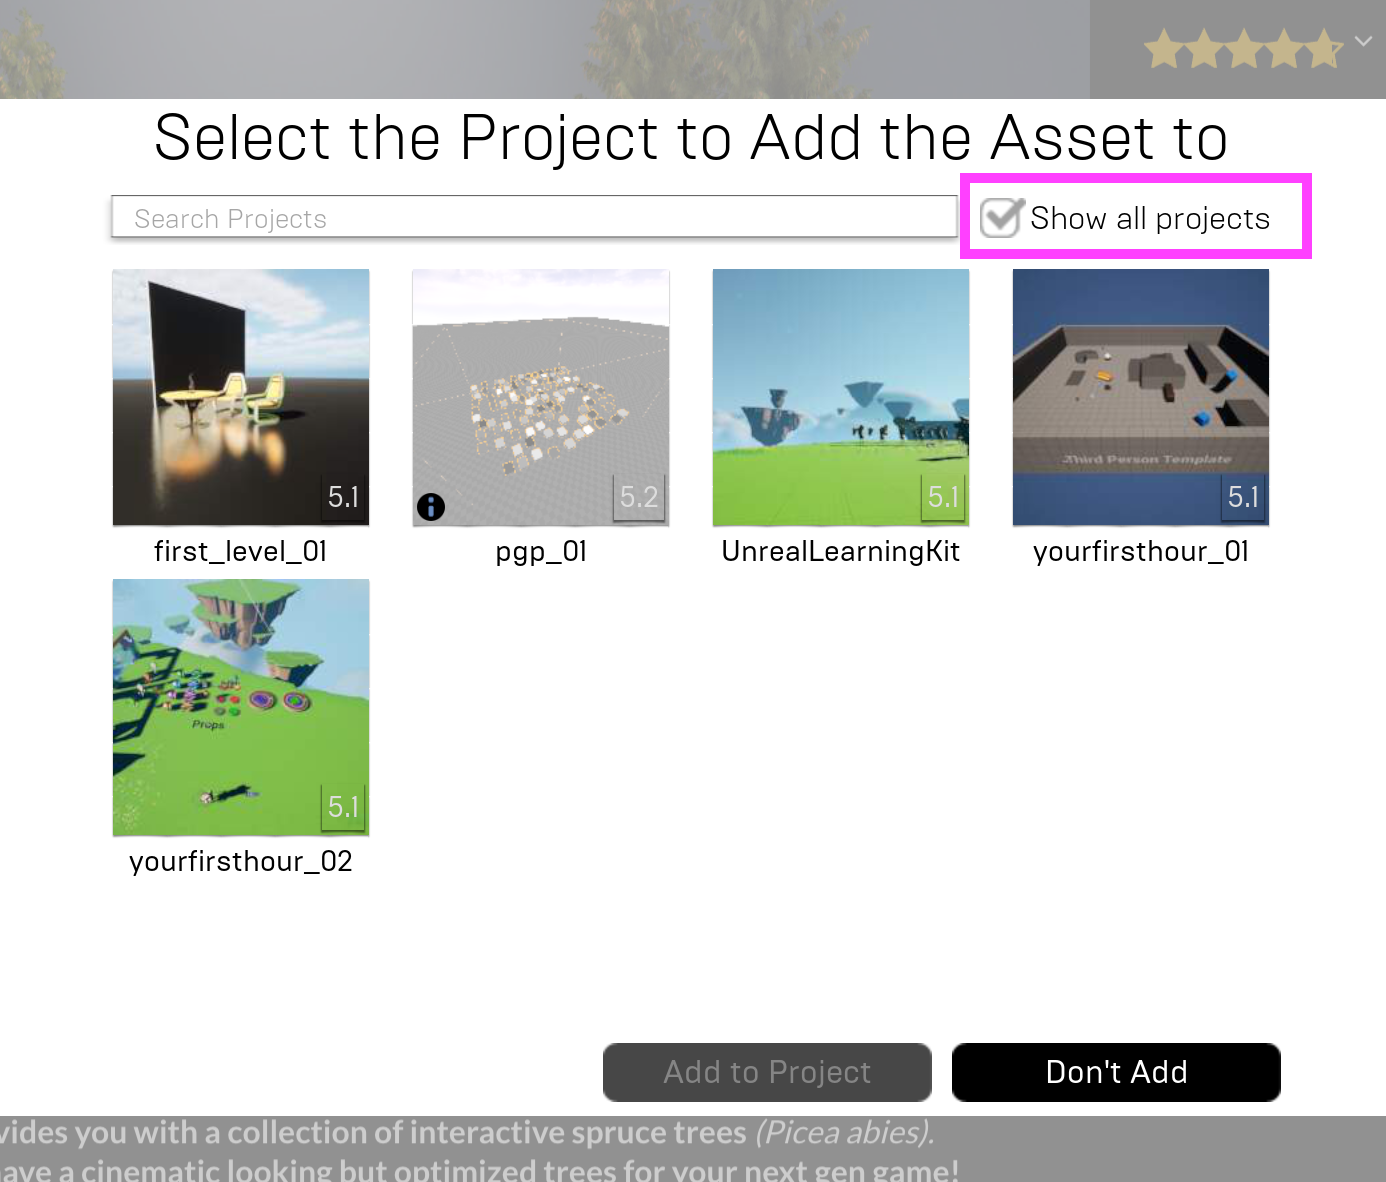 Select the Project to Add the Asset to
Search Projects
Show all projects
5.1
5.2
5.1
Third Person Template
5.1
first_level_01
pgp_01
UnrealLearningKit
yourfirsthour_01
Props
5.1
yourfirsthour_02
Add to Project
Don't Add
vides you with a collection of interactive spruce trees (Picea abies).
have a cinematic looking but optimized trees for your next gen game!